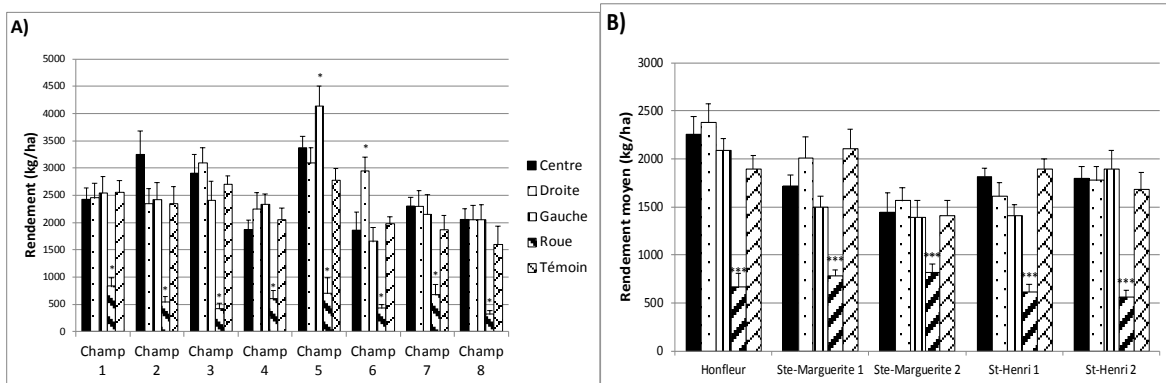 A)
Rendement (kg/ha)
5000
4500
4000
3500
3000
2500
2000
1500
1000
500
0
* * * * * * * * * *
Champ 1
Champ 2
Champ 3
Champ 4
Champ 5
Champ 6
Champ 7
Champ 8
Centre
Droite
Gauche
Roue
Témoin
B)
Rendement moyen (kg/ha)
3000
2500
2000
1500
1000
500
0
*** *** *** *** ***
Honfleur
Ste-Marguerite 1
Ste-Marguerite 2
St-Henri 1
St-Henri 2